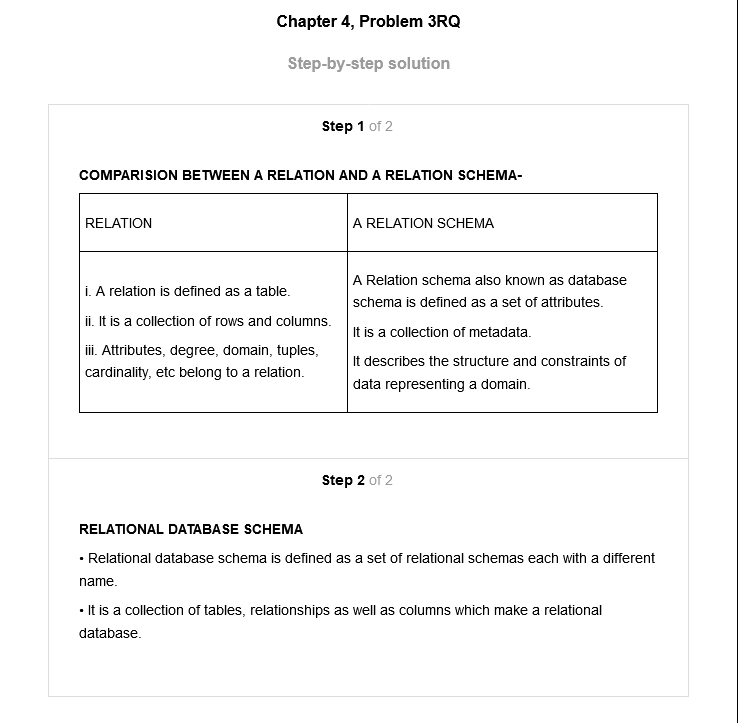 Chapter 4, Problem 3RQ
Step-by-step solution
Step 1 of 2
COMPARISION BETWEEN A RELATION AND A RELATION SCHEMA-
RELATION
A RELATION SCHEMA
i. A relation is defined as a table.
ii. It is a collection of rows and columns.
iii. Attributes, degree, domain, tuples,
cardinality, etc belong to a relation.
A Relation schema also known as database
schema is defined as a set of attributes.
It is a collection of metadata.
It describes the structure and constraints of
data representing a domain.
Step 2 of 2
RELATIONAL DATABASE SCHEMA
• Relational database schema is defined as a set of relational schemas each with a different
name.
• It is a collection of tables, relationships as well as columns which make a relational
database.